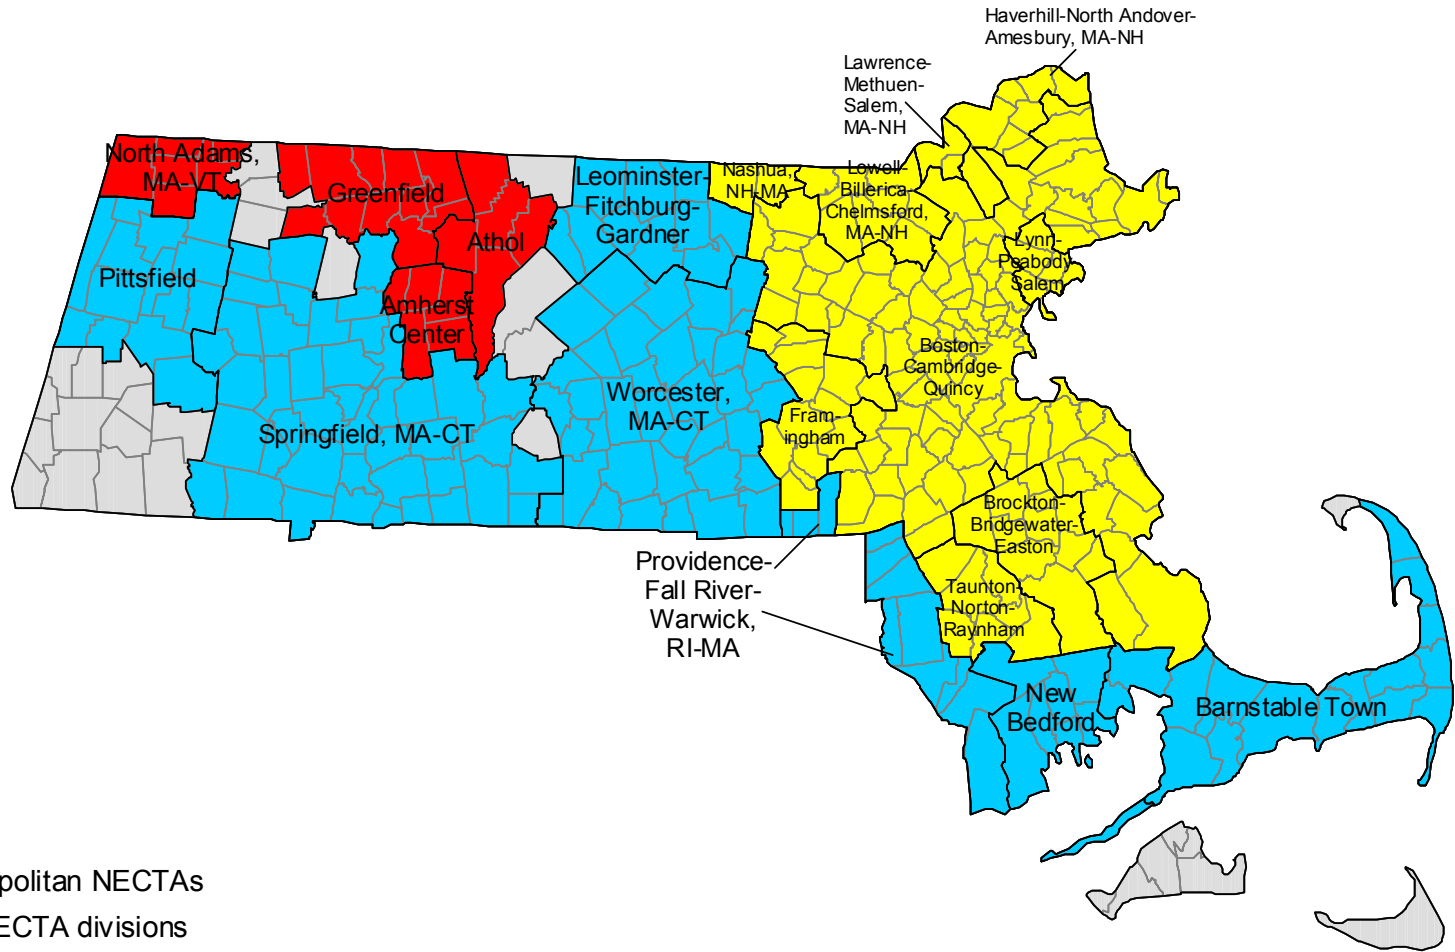 Haverhill-North Andover-
Amesbury, MA-NH
Lawrence-
Methuen-
Salem,
MA-NH
North Adams,
MA-VT
Greenfield
Athol
Leominster-
Fitchburg-
Gardner
Nashua,
NH-MA
Lowell-
Billerica-
Chelmsford,
MA-NH
Lynn-
Peabody
Salem
Pittsfield
Amherst
Center
Boston-
Cambridge-
Quincy
Worcester,
MA-CT
Fram-
ingham
Springfield, MA-CT
Brockton-
Bridgewater-
Easton
Providence-
Fall River-
Warwick,
RI-MA
Taunton-
Norton-
Raynham
New
Bedford
Barnstable Town
politan NECTAs
ECTA divisions